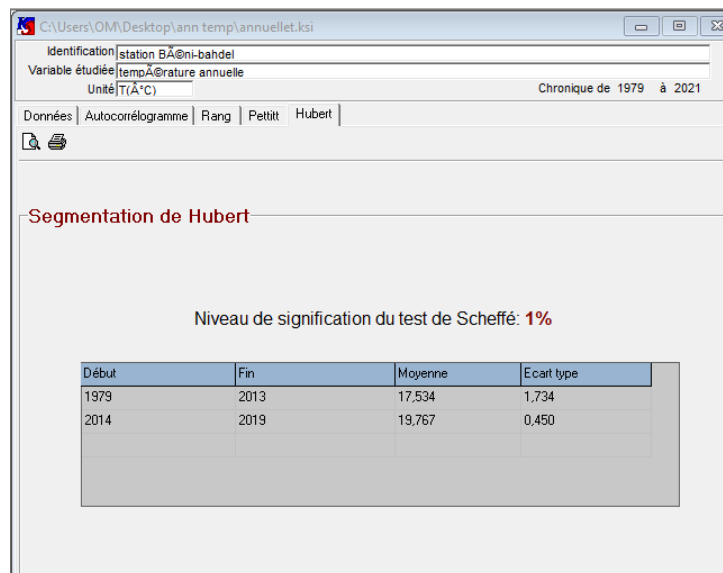 C:\Users\OM\Desktop\ann temp\annuellet.ksi
Identification station BÃ©ni-bahdel
Variable étudiée tempÃ©rature annuelle
Unité T(Â°C) Chronique de 1979 à 2021
Données Autocorrélogramme Rang Pettitt Hubert
Segmentation de Hubert
Niveau de signification du test de Scheffé: 1%
Début Fin Moyenne Ecart type
1979 2013 17,534 1,734
2014 2019 19,767 0,450